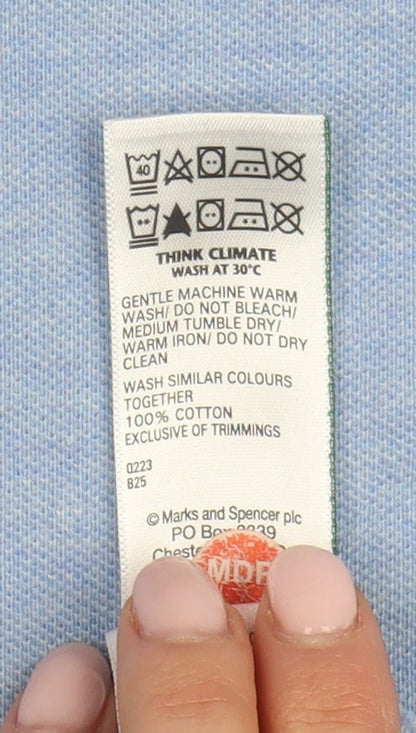 40
THINK CLIMATE
WASH AT 30°C
GENTLE MACHINE WARM
WASH/ DO NOT BLEACH/
MEDIUM TUMBLE DRY/
WARM IRON/ DO NOT DRY
CLEAN
WASH SIMILAR COLOURS
TOGETHER
100% COTTON
EXCLUSIVE OF TRIMMINGS
0223
B25
© Marks and Spencer plc
PO Box 3339
MDF